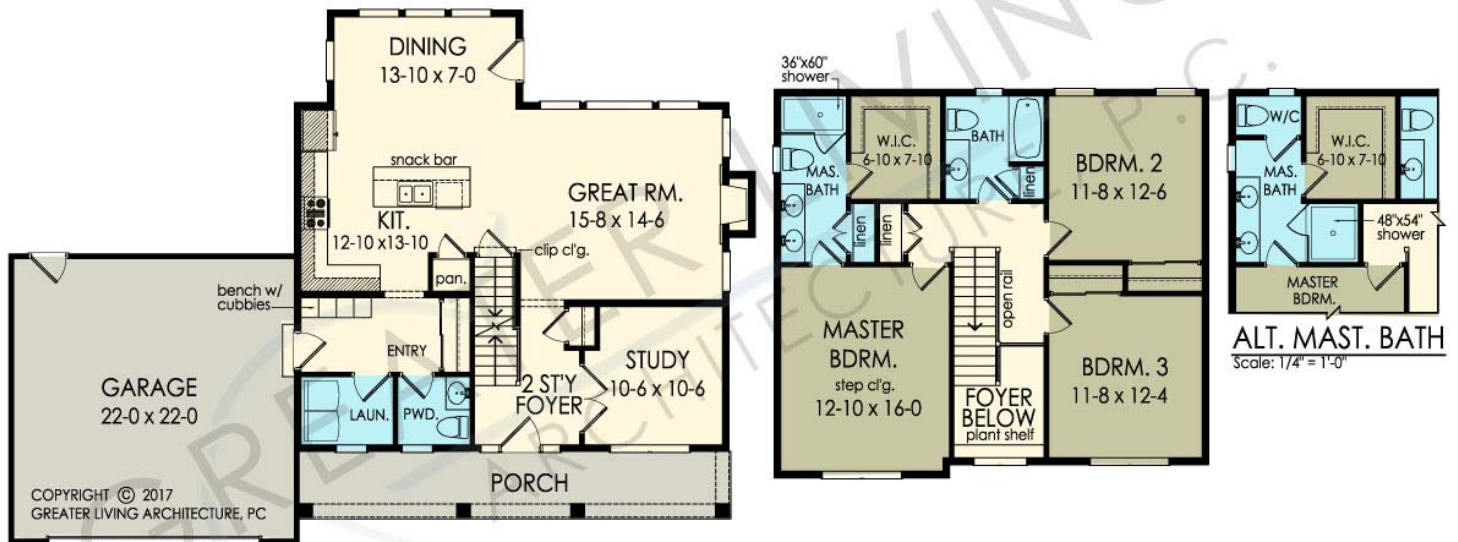 DINING
13-10 x 7-0
snack bar
KIT.
12-10 x13-10
GREAT RM.
15-8 x 14-6
clip cl'g.
pan.
bench w/
cubbies
ENTRY
GARAGE
22-0 x 22-0
LAUN.
PWD.
2 ST'Y
FOYER
STUDY
10-6 x 10-6
PORCH
COPYRIGHT © 2017
GREATER LIVING ARCHITECTURE, PC
36"x60"
shower
MAS.
BATH
W.I.C.
6-10 x 7-10
BATH
linen
linen
linen
BDRM. 2
11-8 x 12-6
open rail
MASTER
BDRM.
step cl'g.
12-10 x 16-0
FOYER
BELOW
plant shelf
BDRM. 3
11-8 x 12-4
W/C
MAS.
BATH
W.I.C.
6-10 x 7-10
48"x54"
shower
MASTER
BDRM.
ALT. MAST. BATH
Scale: 1/4" = 1'-0"
GREATER LIVING
ARCHITECTURE P.C.